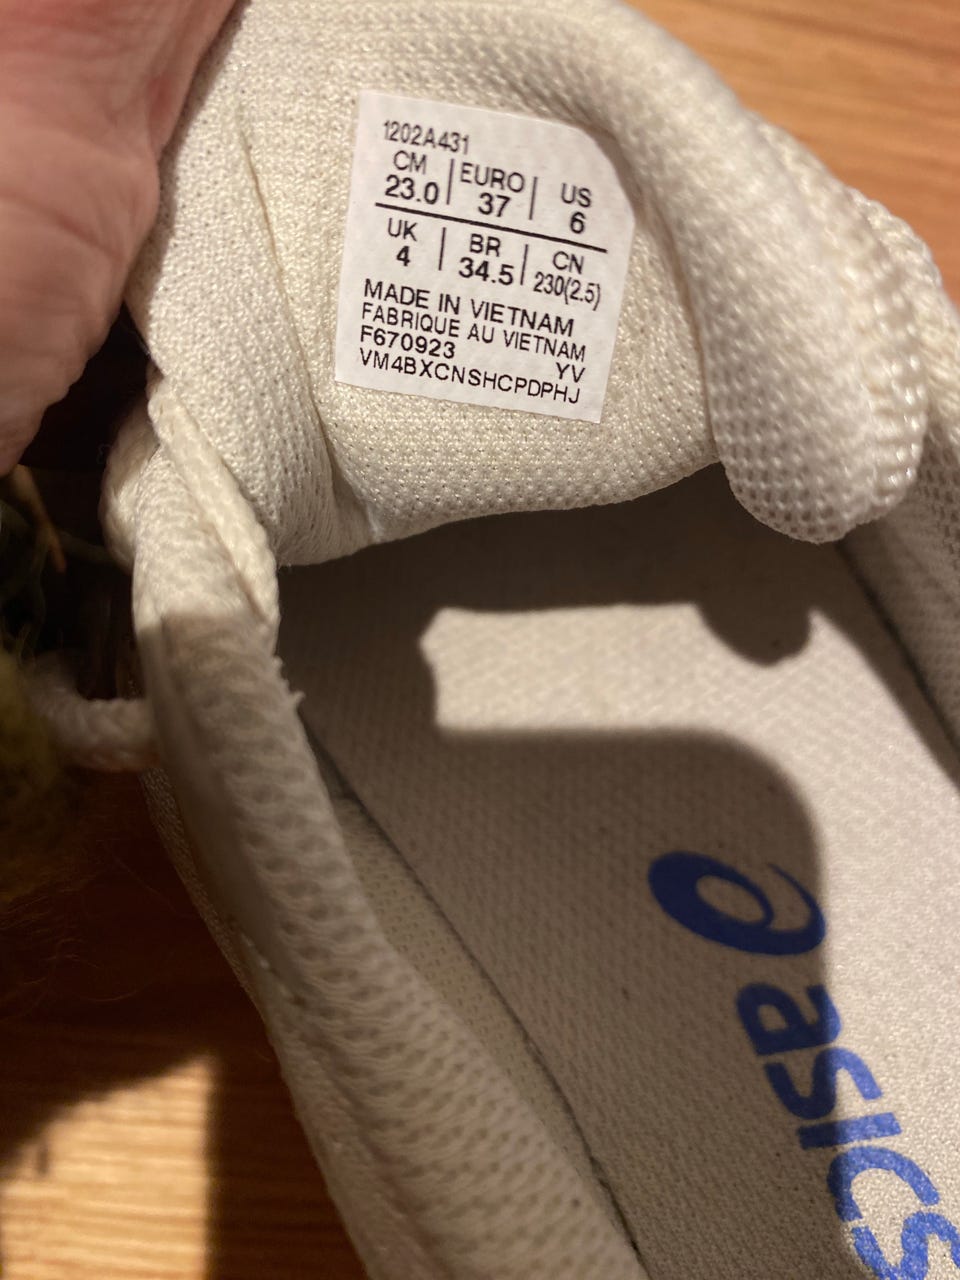 1202A431
CM | EURO | US
23.0 | 37 | 6
UK | BR | CN
4 | 34.5 | 230(2.5)
MADE IN VIETNAM
FABRIQUE AU VIETNAM
F670923 YV
VM4BXCNSHCPDPHJ
asics